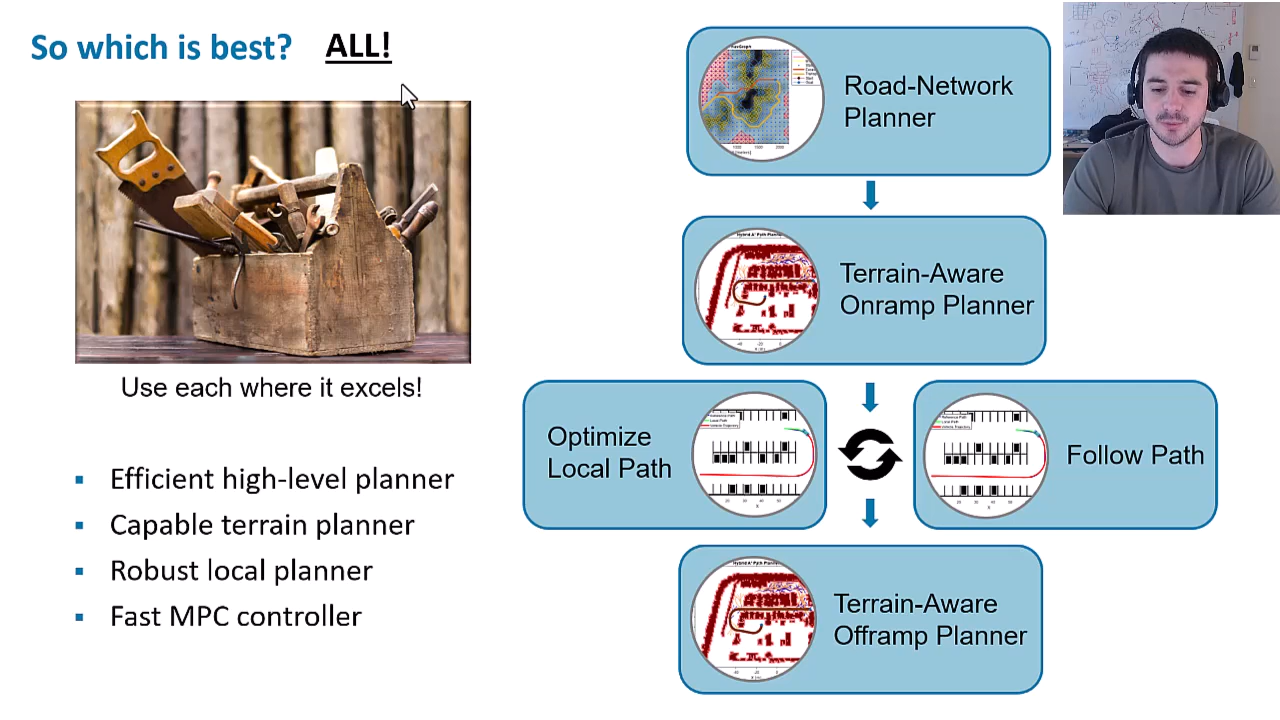 So which is best? ALL!
Use each where it excels!
▪ Efficient high-level planner
▪ Capable terrain planner
▪ Robust local planner
▪ Fast MPC controller
Road-Network
Planner
Terrain-Aware
Onramp Planner
Optimize
Local Path
Follow Path
Terrain-Aware
Offramp Planner